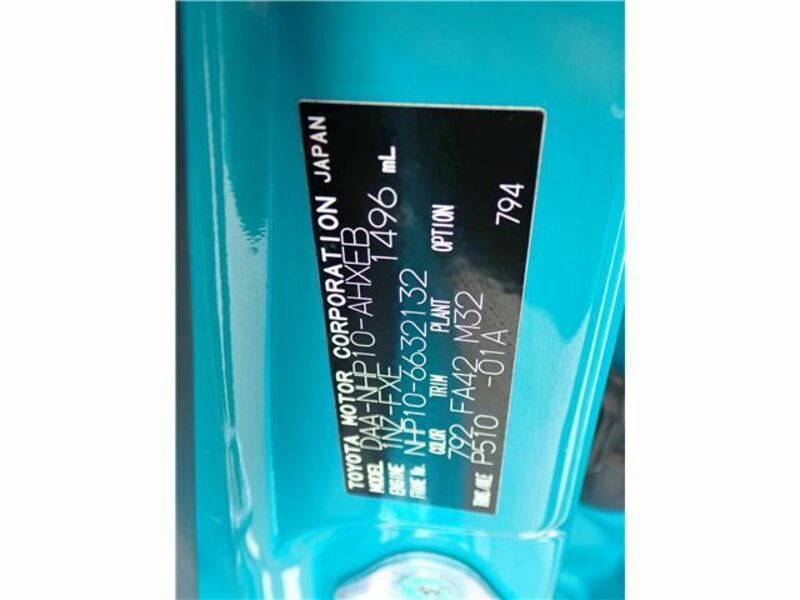 TOYOTA MOTOR CORPORATION JAPAN
MODEL DAA-NHP10-AHXEB
ENGINE 1NZ-FXE 1496 mL
FRAME No. NHP10-6632132
COLOR TRIM PLANT OPTION
792 FA42 M32
TRNS/AXLE P510 -01A 794